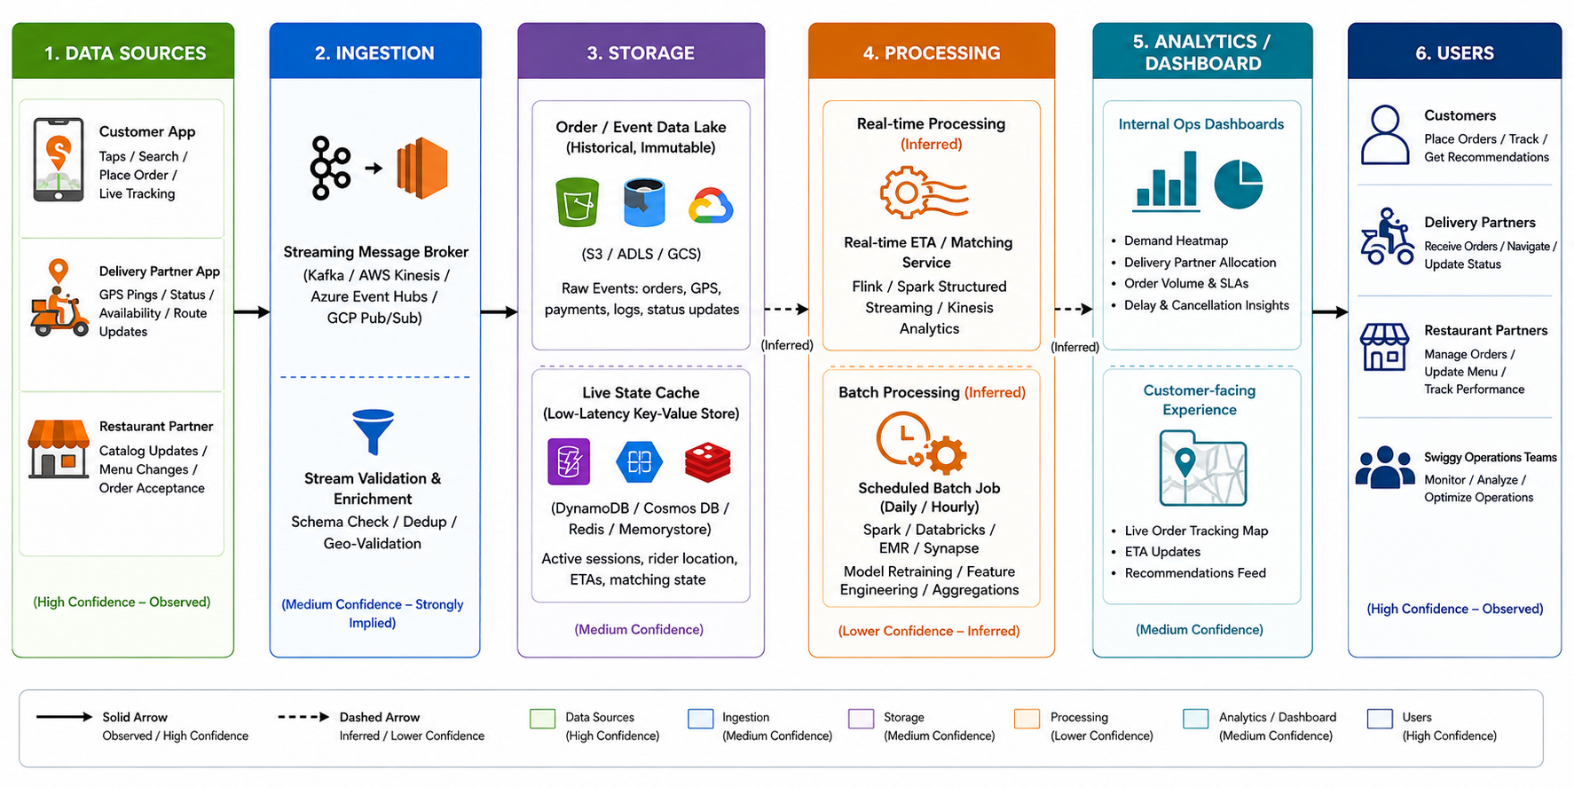 1. DATA SOURCES
Customer App
Taps / Search /
Place Order /
Live Tracking
Delivery Partner App
GPS Pings / Status /
Availability / Route
Updates
Restaurant Partner
Catalog Updates /
Menu Changes /
Order Acceptance
(High Confidence – Observed)
2. INGESTION
Streaming Message Broker
(Kafka / AWS Kinesis /
Azure Event Hubs /
GCP Pub/Sub)
Stream Validation &
Enrichment
Schema Check / Dedup /
Geo-Validation
(Medium Confidence – Strongly
Implied)
3. STORAGE
Order / Event Data Lake
(Historical, Immutable)
(S3 / ADLS / GCS)
Raw Events: orders, GPS,
payments, logs, status updates
Live State Cache
(Low-Latency Key-Value Store)
(DynamoDB / Cosmos DB /
Redis / Memorystore)
Active sessions, rider location,
ETAs, matching state
(Medium Confidence)
(Inferred)
4. PROCESSING
Real-time Processing
(Inferred)
Real-time ETA / Matching
Service
Flink / Spark Structured
Streaming / Kinesis
Analytics
Batch Processing (Inferred)
Scheduled Batch Job
(Daily / Hourly)
Spark / Databricks /
EMR / Synapse
Model Retraining / Feature
Engineering / Aggregations
(Lower Confidence – Inferred)
(Inferred)
5. ANALYTICS /
DASHBOARD
Internal Ops Dashboards
• Demand Heatmap
• Delivery Partner Allocation
• Order Volume & SLAs
• Delay & Cancellation Insights
Customer-facing
Experience
• Live Order Tracking Map
• ETA Updates
• Recommendations Feed
(Medium Confidence)
6. USERS
Customers
Place Orders / Track /
Get Recommendations
Delivery Partners
Receive Orders / Navigate /
Update Status
Restaurant Partners
Manage Orders /
Update Menu /
Track Performance
Swiggy Operations Teams
Monitor / Analyze /
Optimize Operations
(High Confidence – Observed)
Solid Arrow
Observed / High Confidence
Dashed Arrow
Inferred / Lower Confidence
Data Sources
(High Confidence)
Ingestion
(Medium Confidence)
Storage
(Medium Confidence)
Processing
(Lower Confidence)
Analytics / Dashboard
(Medium Confidence)
Users
(High Confidence)